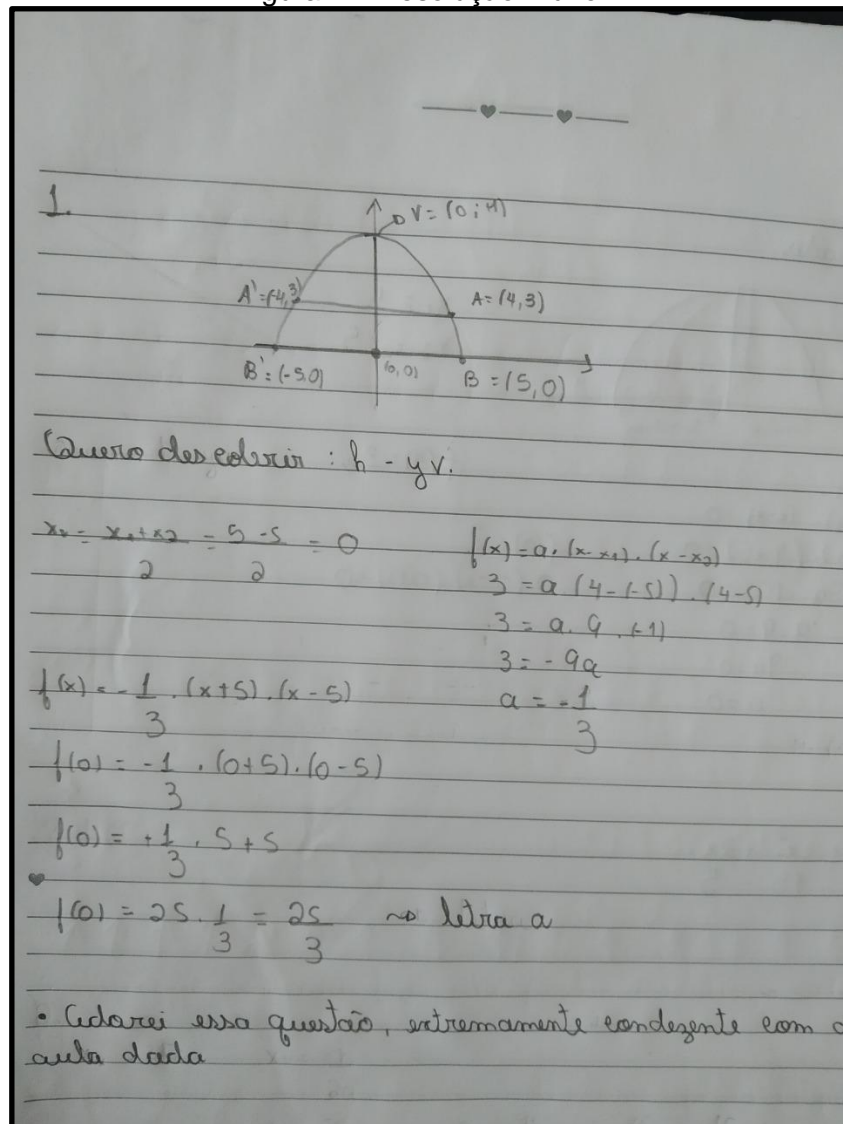 1.
V = (0; H)
A' = (-4,3)
A = (4,3)
B' = (-5,0)
(0,0)
B = (5,0)
Quero descobrir : h - yv.
xv = x1 + x2 = 5 - 5 = 0
2 2
f(x) = a . (x - x1) . (x - x2)
3 = a (4 - (-5)) . (4-5)
3 = a . 9 . (-1)
3 = - 9a
a = - 1
3
f(x) = - 1 . (x + 5) . (x - 5)
3
f(0) = - 1 . (0+5) . (0 - 5)
3
f(0) = + 1 . 5 + 5
3
f(0) = 25 . 1 = 25 ~> letra a
3 3
• Adorei essa questão, extremamente condezente com a
aula dada